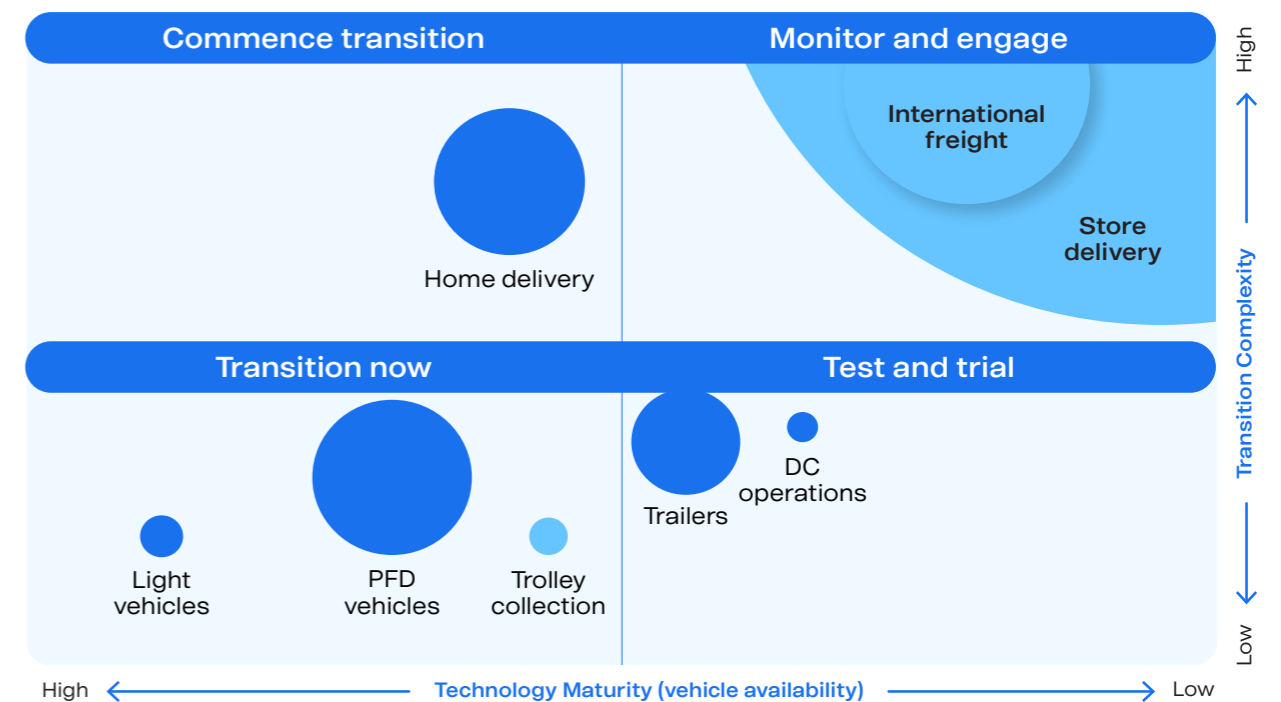 Commence transition
Monitor and engage
High
International
freight
Store
delivery
Home delivery
Transition Complexity
Transition now
Test and trial
DC
operations
Trailers
Light
vehicles
PFD
vehicles
Trolley
collection
Low
High
Technology Maturity (vehicle availability)
Low